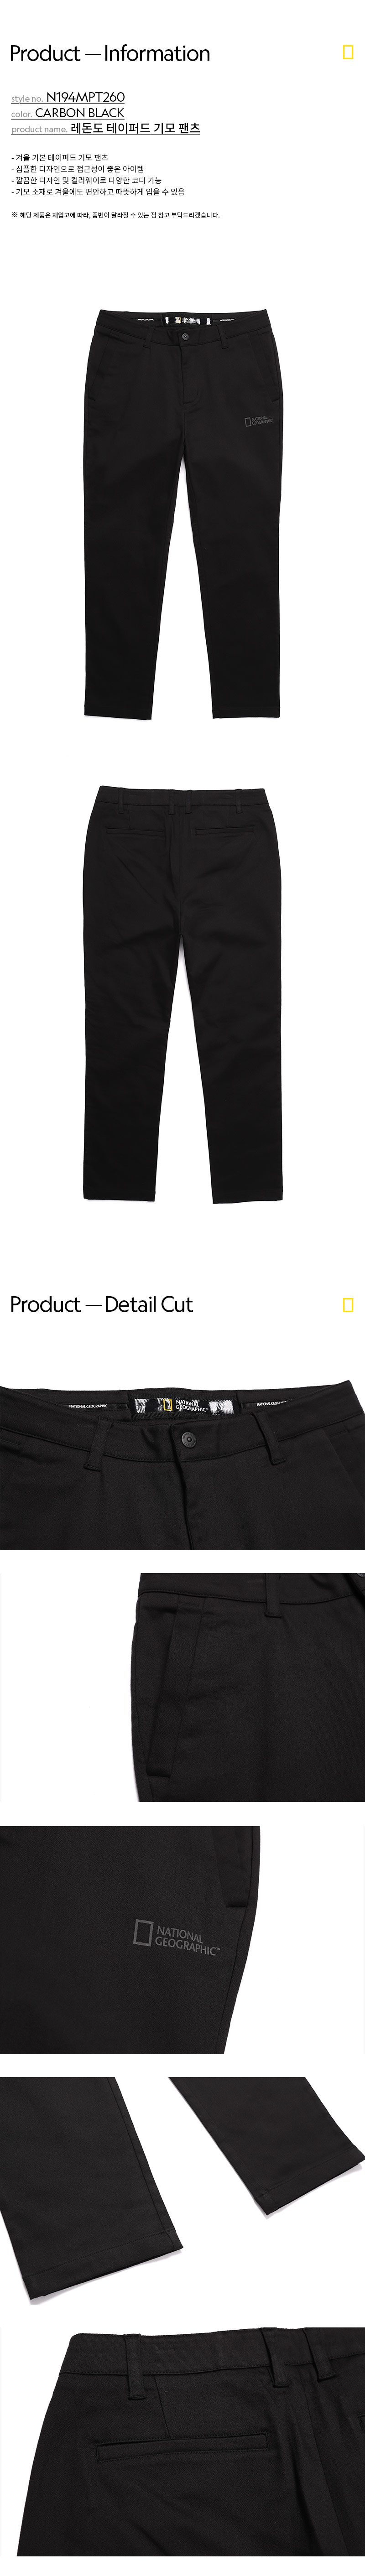 Product — Information
style no. N194MPT260
color. CARBON BLACK
product name. 레돈도 테이퍼드 기모 팬츠
- 겨울 기본 테이퍼드 기모 팬츠
- 심플한 디자인으로 접근성이 좋은 아이템
- 깔끔한 디자인 및 컬러웨이로 다양한 코디 가능
- 기모 소재로 겨울에도 편안하고 따뜻하게 입을 수 있음
※ 해당 제품은 재입고에 따라, 품번이 달라질 수 있는 점 참고 부탁드리겠습니다.
NATIONAL
GEOGRAPHIC
Product — Detail Cut
NATIONAL GEOGRAPHIC
NATIONAL
GEOGRAPHIC™
NATIONAL GEOGRAPHIC
NATIONAL
GEOGRAPHIC™